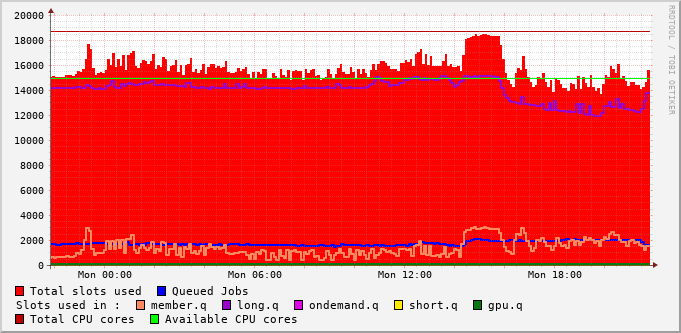 20000
18000
16000
14000
12000
10000
8000
6000
4000
2000
0
Mon 00:00 Mon 06:00 Mon 12:00 Mon 18:00
RRDTOOL / TOBI OETIKER
Total slots used Queued Jobs
Slots used in : member.q long.q ondemand.q short.q gpu.q
Total CPU cores Available CPU cores